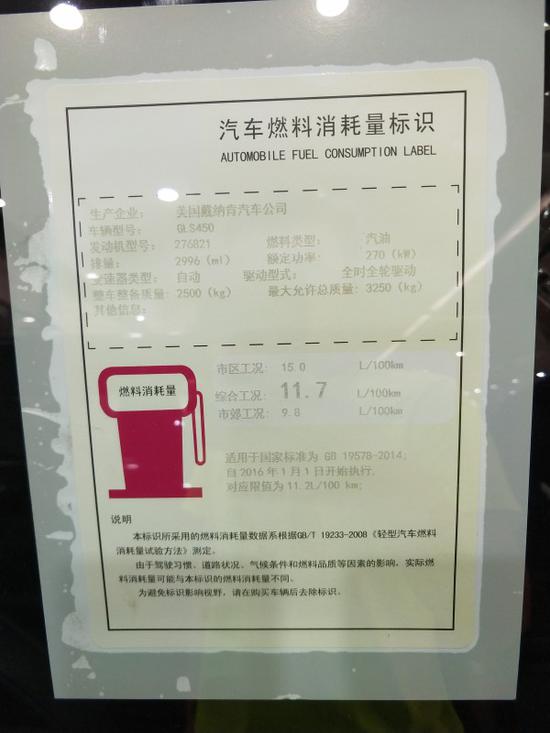 汽车燃料消耗量标识
AUTOMOBILE FUEL CONSUMPTION LABEL
生产企业： 美国戴纳肯汽车公司
车辆型号： GLS450
发动机型号： 276821 燃料类型： 汽油
排量： 2996 (ml) 额定功率： 270 (kW)
变速器类型： 自动 驱动型式： 全时全轮驱动
整车整备质量： 2500 (kg) 最大允许总质量： 3250 (kg)
其他信息：
燃料消耗量
市区工况： 15.0 L/100km
综合工况： 11.7 L/100km
市郊工况： 9.8 L/100km
适用于国家标准为 GB 19578-2014;
自 2016 年 1 月 1 日开始执行，
对应限值为 11.2L/100 km;
说明
本标识所采用的燃料消耗量数据系根据GB/T 19233-2008《轻型汽车燃料
消耗量试验方法》测定。
由于驾驶习惯、道路状况、气候条件和燃料品质等因素的影响，实际燃
料消耗量可能与本标识的燃料消耗量不同。
为避免标识影响视野，请在购买车辆后去除标识。